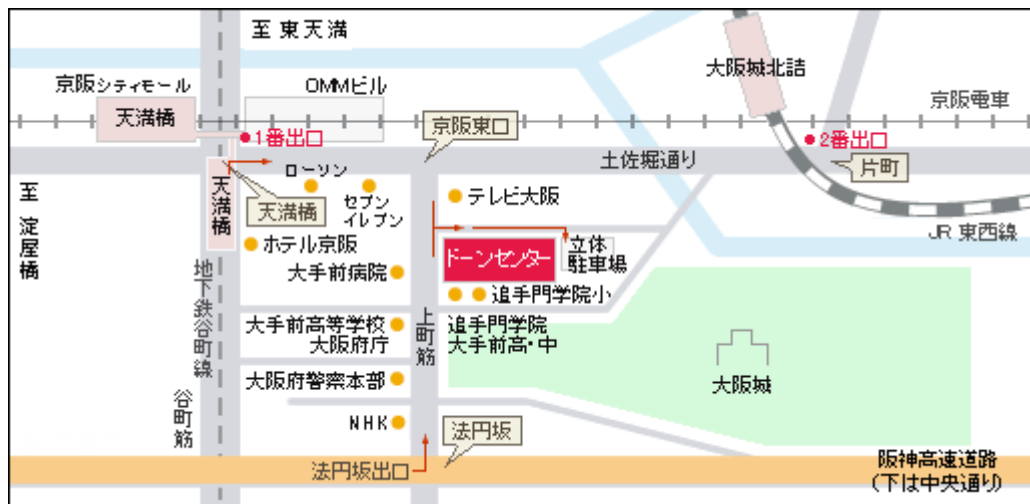 至 東天満
京阪シティモール
天満橋
OMMビル
大阪城北詰
京阪電車
1番出口
京阪東口
2番出口
土佐堀通り
片町
至 淀屋橋
天満橋
ローソン
セブン
イレブン
天満橋
テレビ大阪
JR 東西線
ホテル京阪
大手前病院
ドーンセンター
立体
駐車場
追手門学院小
地下鉄谷町線
大手前高等学校
大阪府庁
上町筋
追手門学院
大手前高・中
大阪城
大阪府警察本部
谷町筋
NHK
法円坂
法円坂出口
阪神高速道路
(下は中央通り)